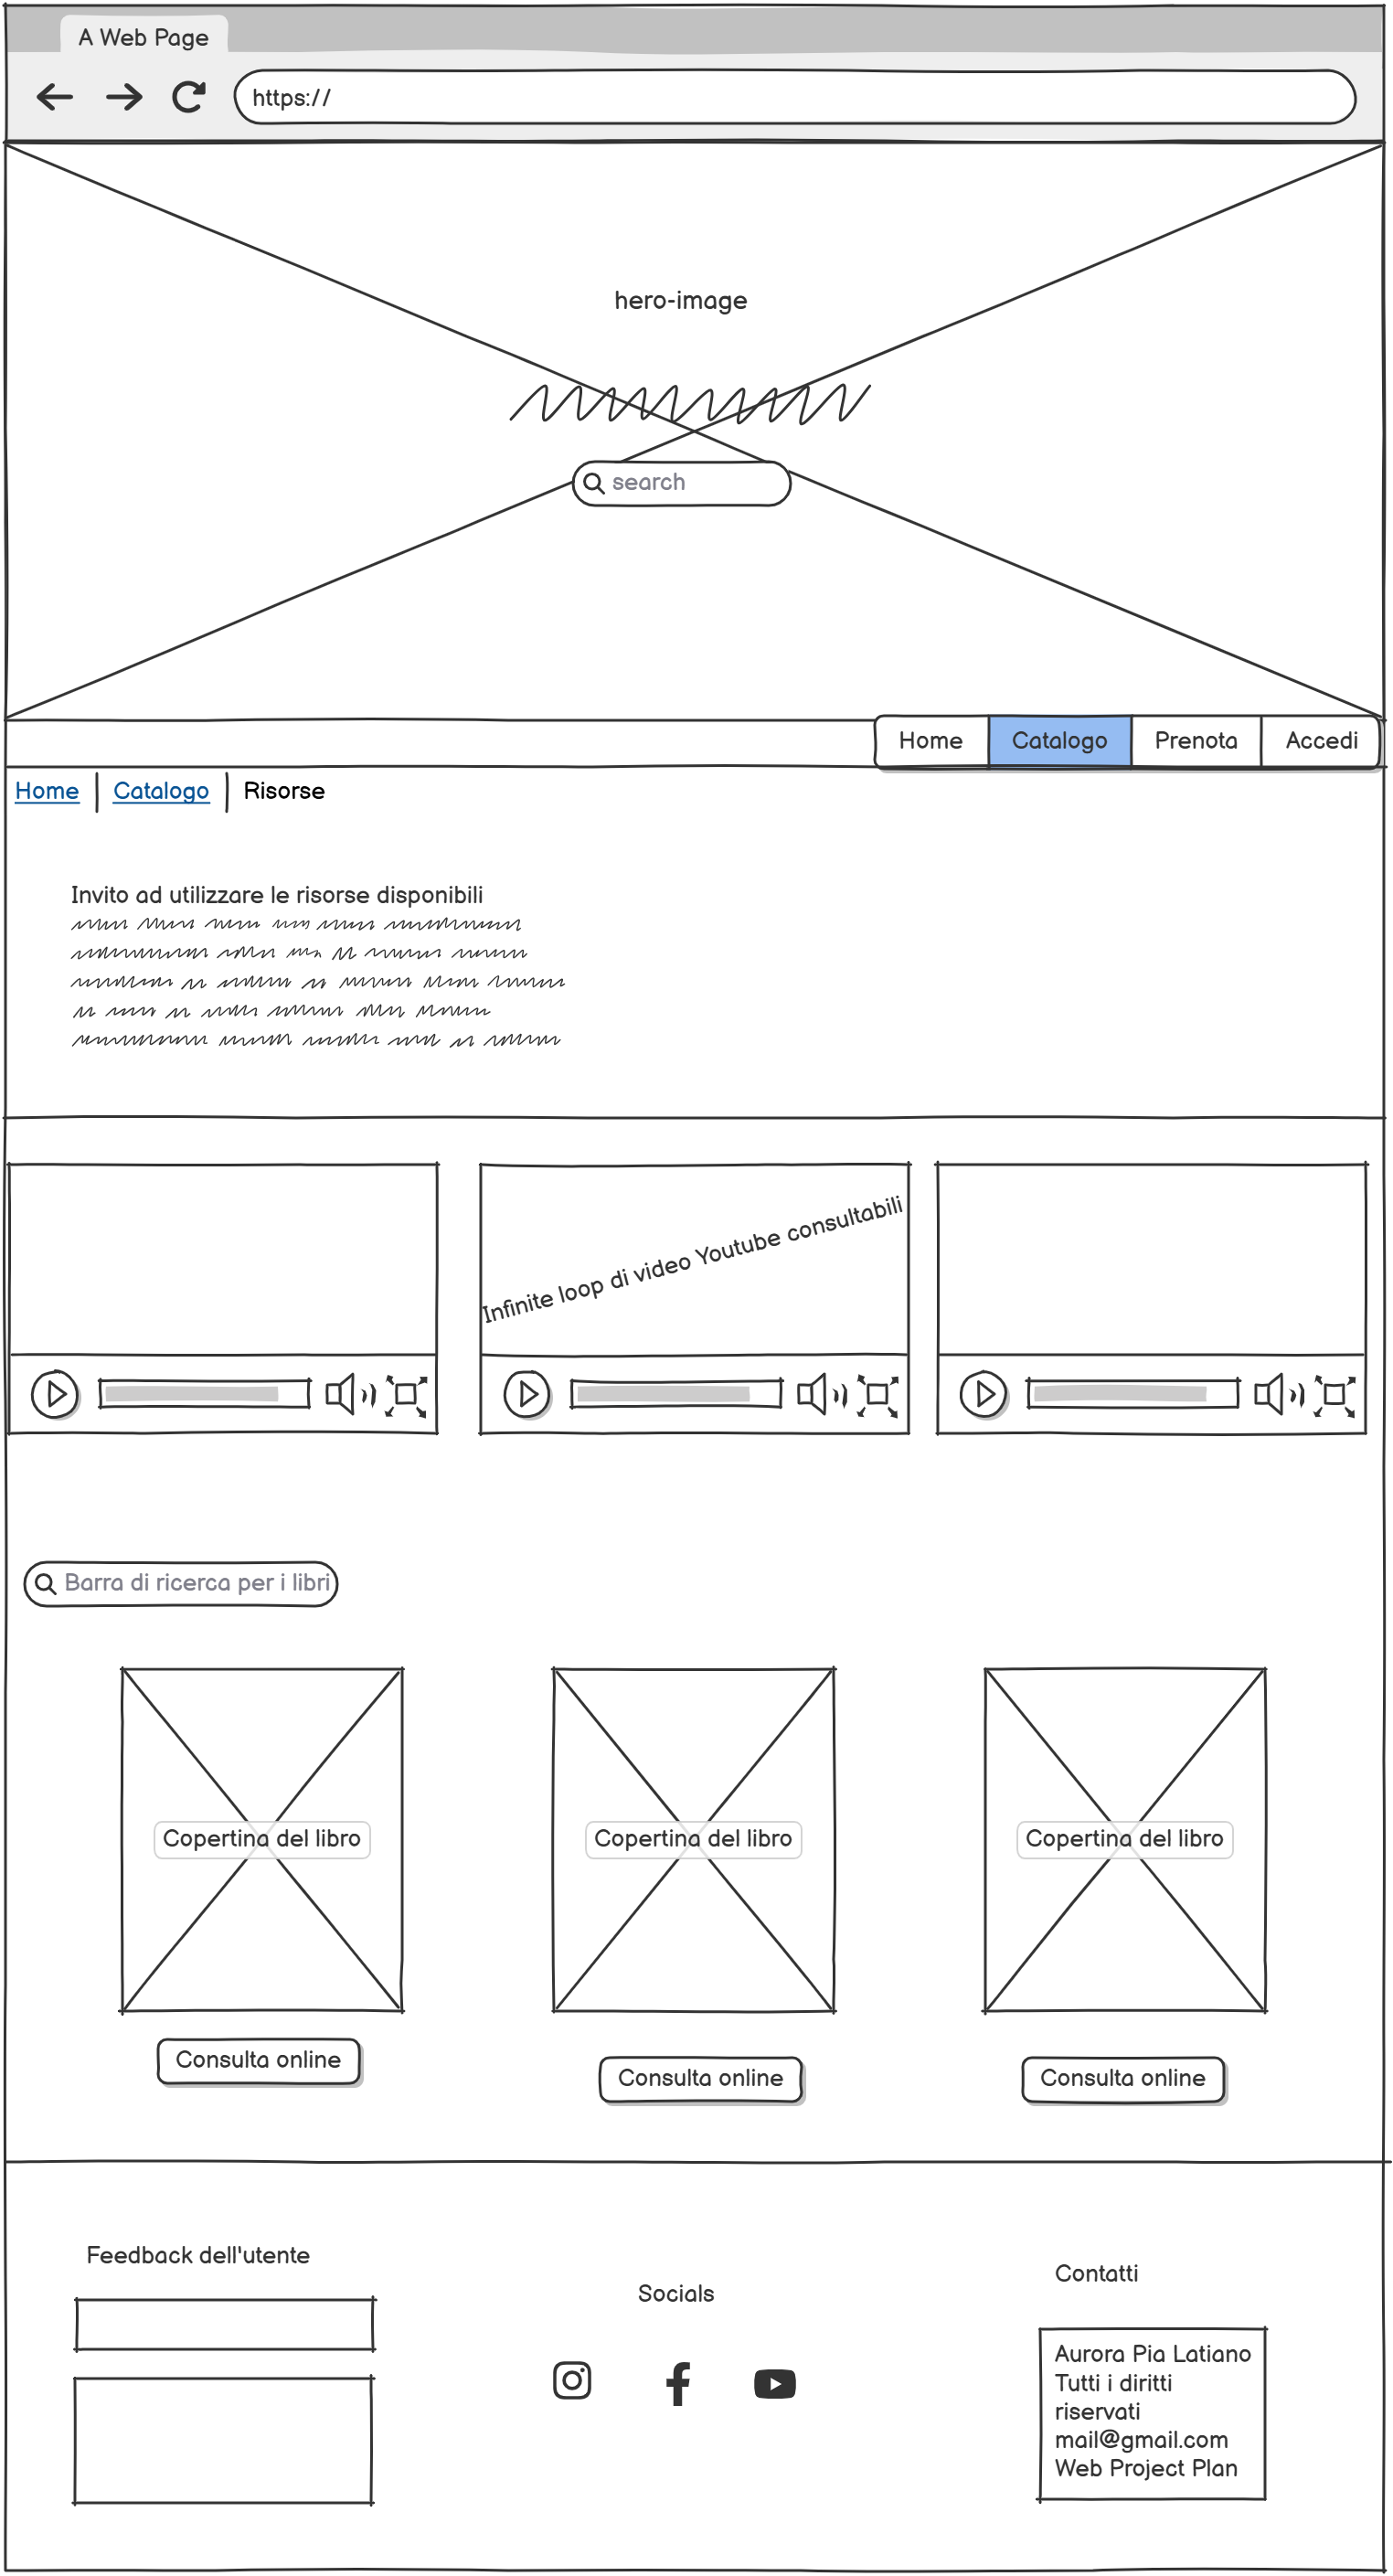 A Web Page
https://
hero-image
search
Home Catalogo Prenota Accedi
Home Catalogo Risorse
Invito ad utilizzare le risorse disponibili
Infinite loop di video Youtube consultabili
Barra di ricerca per i libri
Copertina del libro Copertina del libro Copertina del libro
Consulta online
Consulta online Consulta online
Feedback dell'utente
Socials
Contatti
Aurora Pia Latiano
Tutti i diritti
riservati
mail@gmail.com
Web Project Plan